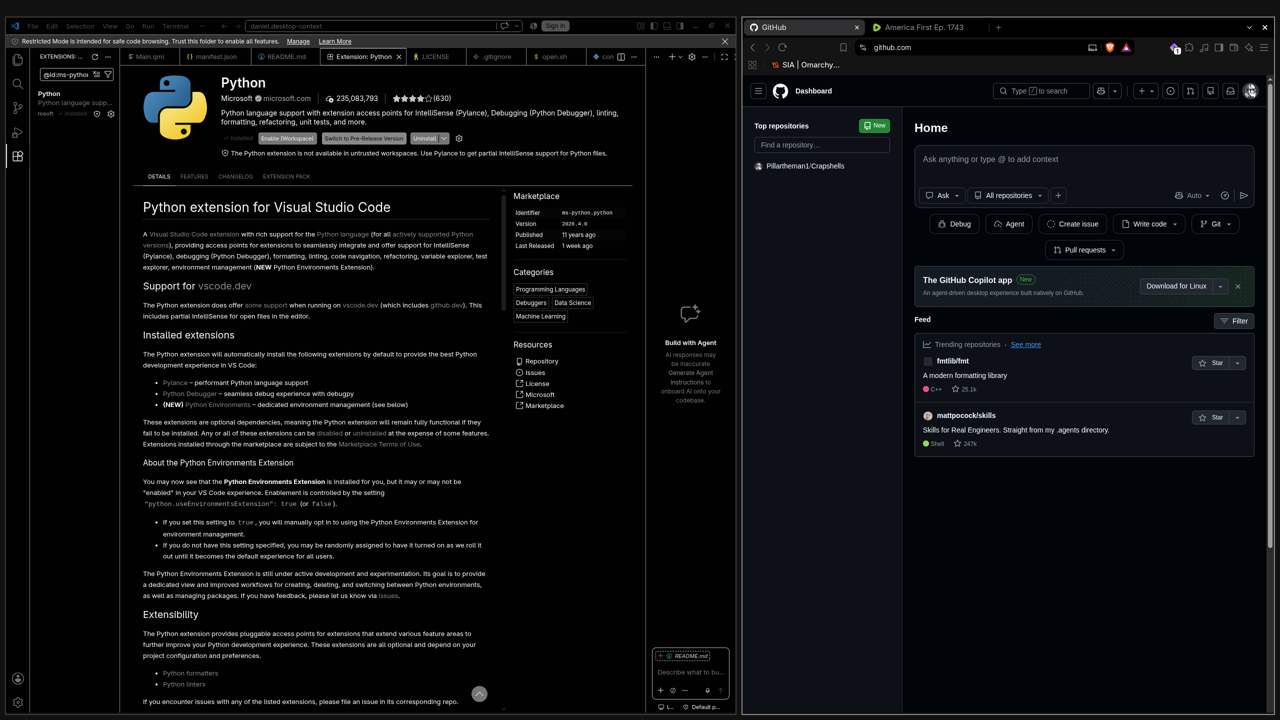 File Edit Selection View Go Run Terminal ···
daniel.desktop-context
Sign In
Restricted Mode is intended for safe code browsing. Trust this folder to enable all features. Manage Learn More
EXTENSIONS: ...
@id:ms-python
Python
Python language supp...
rosoft Installed
Main.qml
manifest.json
README.md
Extension: Python
LICENSE
.gitignore
open.sh
con
Python
Microsoft microsoft.com 235,083,793 (630)
Python language support with extension access points for IntelliSense (Pylance), Debugging (Python Debugger), linting,
formatting, refactoring, unit tests, and more.
Installed Enable (Workspace) Switch to Pre-Release Version Uninstall
The Python extension is not available in untrusted workspaces. Use Pylance to get partial IntelliSense support for Python files.
DETAILS FEATURES CHANGELOG EXTENSION PACK
Python extension for Visual Studio Code
A Visual Studio Code extension with rich support for the Python language (for all actively supported Python
versions), providing access points for extensions to seamlessly integrate and offer support for IntelliSense
(Pylance), debugging (Python Debugger), formatting, linting, code navigation, refactoring, variable explorer, test
explorer, environment management (NEW Python Environments Extension).
Support for vscode.dev
The Python extension does offer some support when running on vscode.dev (which includes github.dev). This
includes partial IntelliSense for open files in the editor.
Installed extensions
The Python extension will automatically install the following extensions by default to provide the best Python
development experience in VS Code:
• Pylance – performant Python language support
• Python Debugger – seamless debug experience with debugpy
• (NEW) Python Environments – dedicated environment management (see below)
These extensions are optional dependencies, meaning the Python extension will remain fully functional if they
fail to be installed. Any or all of these extensions can be disabled or uninstalled at the expense of some features.
Extensions installed through the marketplace are subject to the Marketplace Terms of Use.
About the Python Environments Extension
You may now see that the Python Environments Extension is installed for you, but it may or may not be
"enabled" in your VS Code experience. Enablement is controlled by the setting
"python.useEnvironmentsExtension": true (or false).
• If you set this setting to true, you will manually opt in to using the Python Environments Extension for
environment management.
• If you do not have this setting specified, you may be randomly assigned to have it turned on as we roll it
out until it becomes the default experience for all users.
The Python Environments Extension is still under active development and experimentation. Its goal is to provide
a dedicated view and improved workflows for creating, deleting, and switching between Python environments,
as well as managing packages. If you have feedback, please let us know via issues.
Extensibility
The Python extension provides pluggable access points for extensions that extend various feature areas to
further improve your Python development experience. These extensions are all optional and depend on your
project configuration and preferences.
• Python formatters
• Python linters
If you encounter issues with any of the listed extensions, please file an issue in its corresponding repo.
Marketplace
Identifier ms-python.python
Version 2026.4.0
Published 11 years ago
Last Released 1 week ago
Categories
Programming Languages
Debuggers Data Science
Machine Learning
Resources
Repository
Issues
License
Microsoft
Marketplace
Build with Agent
AI responses may
be inaccurate
Generate Agent
Instructions to
onboard AI onto your
codebase.
README.md
Describe what to bu...
L... Default p...
GitHub
America First Ep. 1743
github.com
1
SIA | Omarchy...
Dashboard
Type / to search
Top repositories
New
Find a repository…
Pillartheman1/Crapshells
Home
Ask anything or type @ to add context
Ask All repositories Auto
Debug Agent Create issue Write code Git
Pull requests
The GitHub Copilot app New
An agent-driven desktop experience built natively on GitHub.
Download for Linux
Feed
Filter
Trending repositories · See more
fmtlib/fmt
Star
A modern formatting library
C++ 25.1k
mattpocock/skills
Star
Skills for Real Engineers. Straight from my .agents directory.
Shell 247k